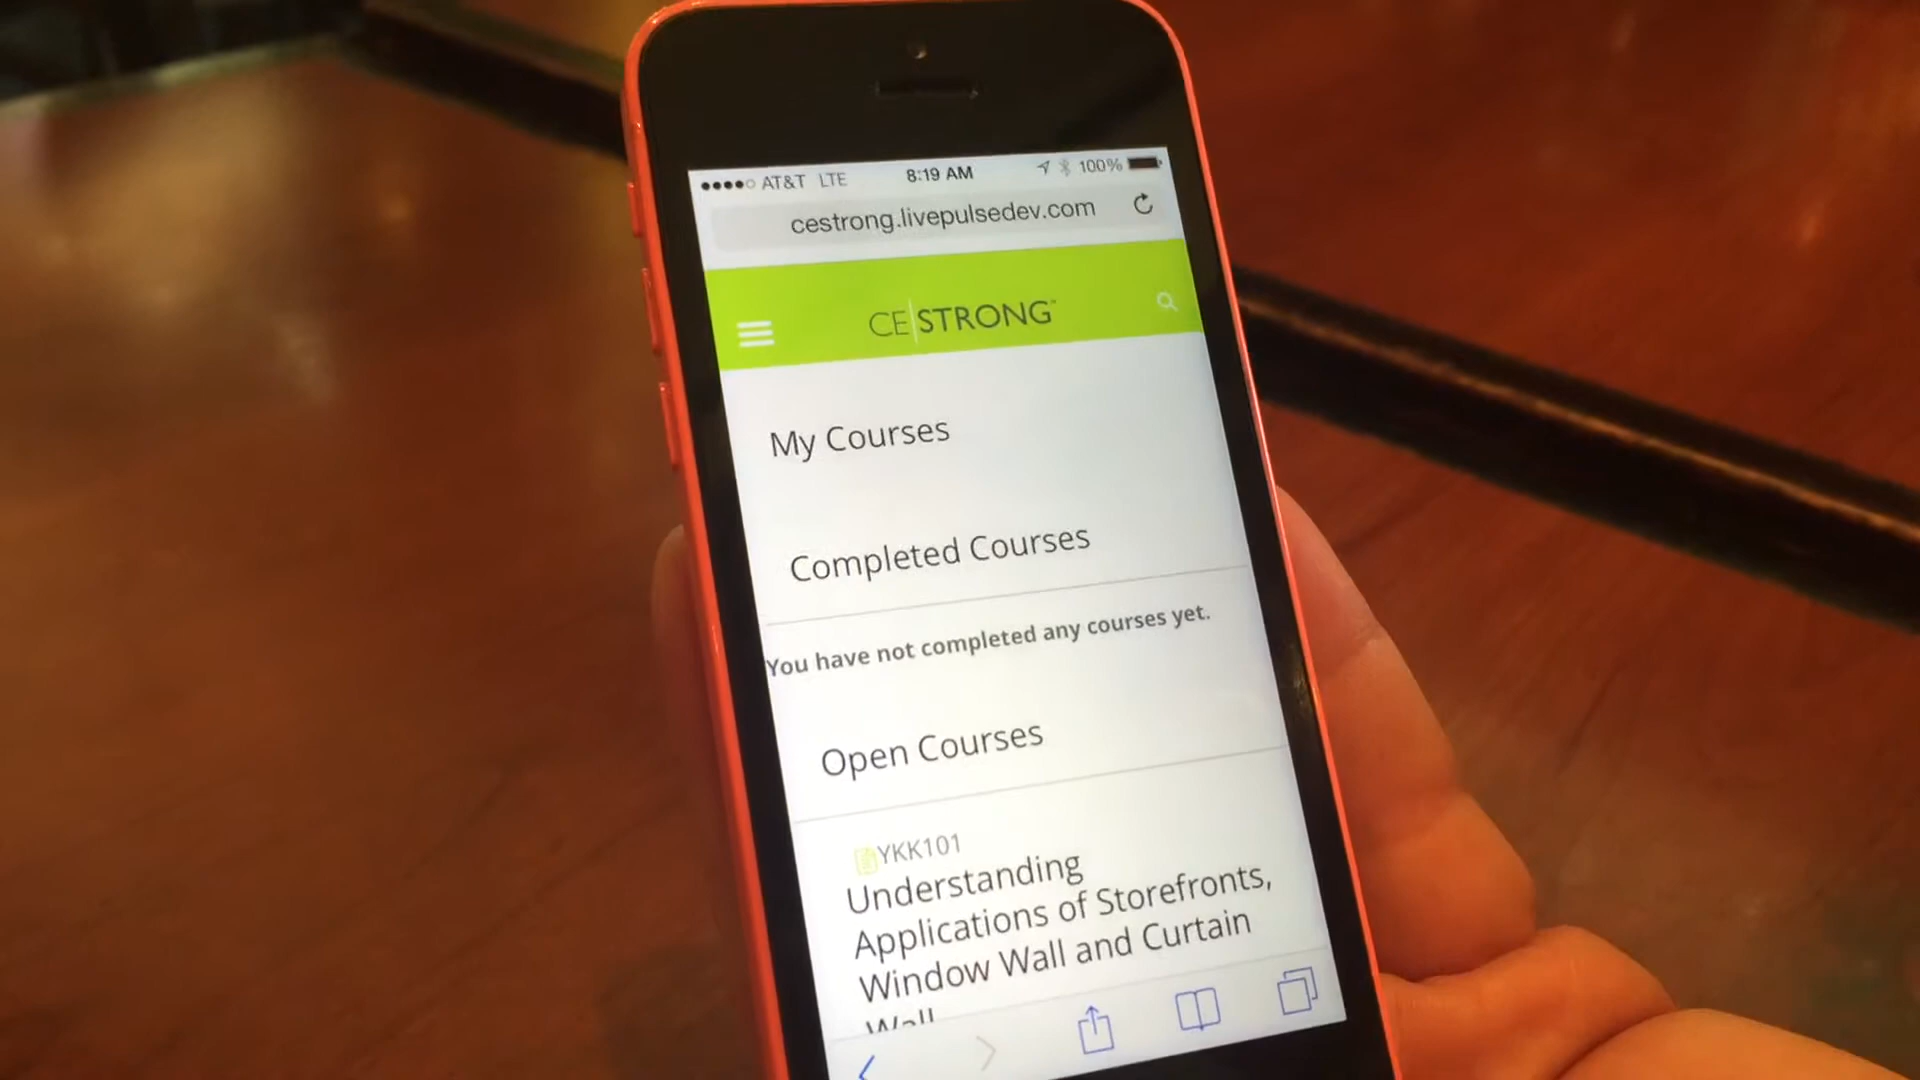 AT&T LTE 8:19 AM 100%
cestrong.livepulsedev.com
CE STRONG™
My Courses
Completed Courses
You have not completed any courses yet.
Open Courses
YKK101
Understanding
Applications of Storefronts,
Window Wall and Curtain
Wall